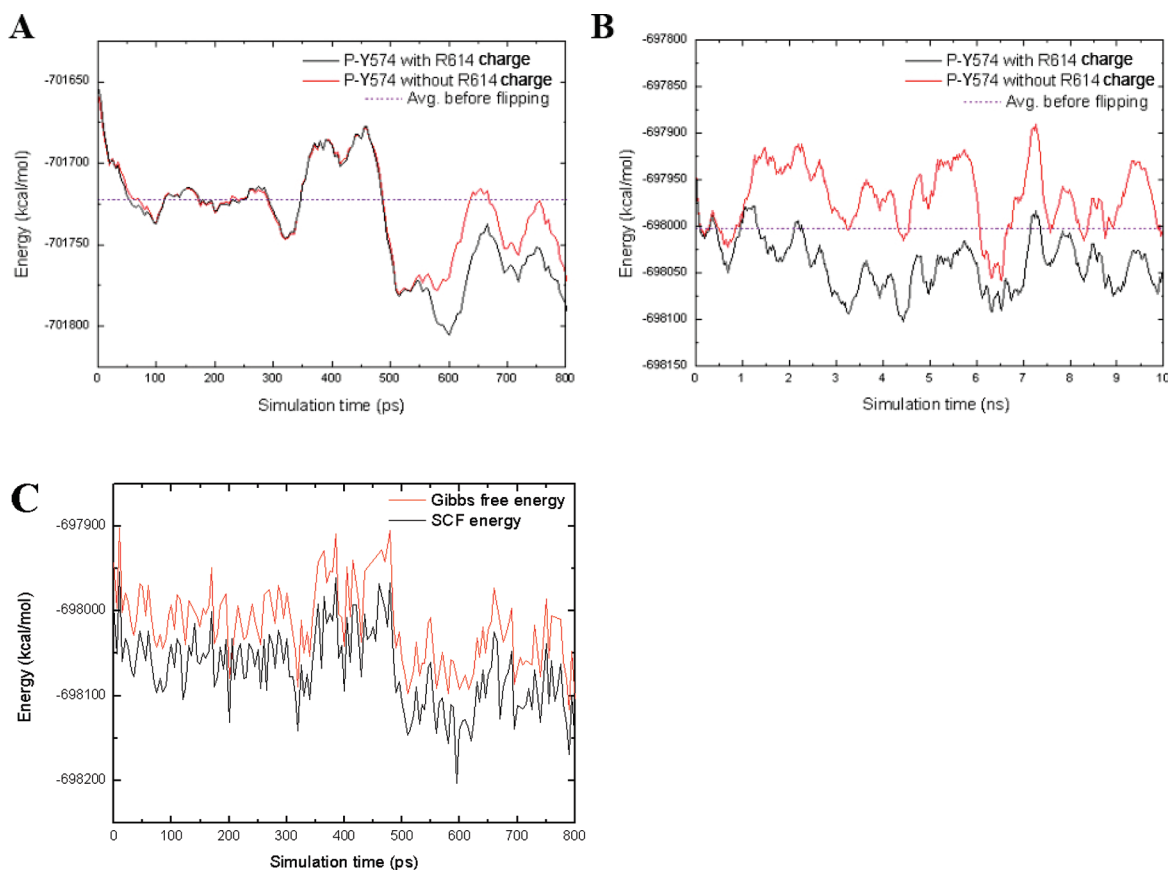 A
P-Y574 with R614 charge
P-Y574 without R614 charge
Avg. before flipping
Energy (kcal/mol)
-701650
-701700
-701750
-701800
0 100 200 300 400 500 600 700 800
Simulation time (ps)
B
P-Y574 with R614 charge
P-Y574 without R614 charge
Avg. before flipping
Energy (kcal/mol)
-697800
-697850
-697900
-697950
-698000
-698050
-698100
-698150
0 1 2 3 4 5 6 7 8 9 10
Simulation time (ns)
C
Gibbs free energy
SCF energy
Energy (kcal/mol)
-697900
-698000
-698100
-698200
0 100 200 300 400 500 600 700 800
Simulation time (ps)